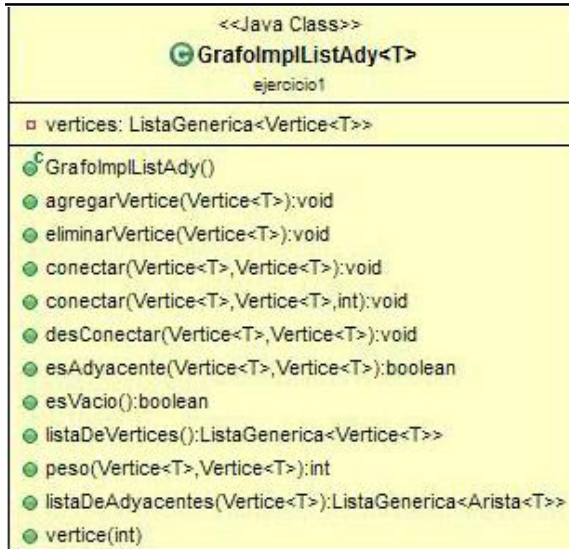 <<Java Class>>
GrafoImplListAdy<T>
ejercicio1
vertices: ListaGenerica<Vertice<T>>
GrafoImplListAdy()
agregarVertice(Vertice<T>):void
eliminarVertice(Vertice<T>):void
conectar(Vertice<T>,Vertice<T>):void
conectar(Vertice<T>,Vertice<T>,int):void
desConectar(Vertice<T>,Vertice<T>):void
esAdyacente(Vertice<T>,Vertice<T>):boolean
esVacio():boolean
listaDeVertices():ListaGenerica<Vertice<T>>
peso(Vertice<T>,Vertice<T>):int
listaDeAdyacentes(Vertice<T>):ListaGenerica<Arista<T>>
vertice(int)